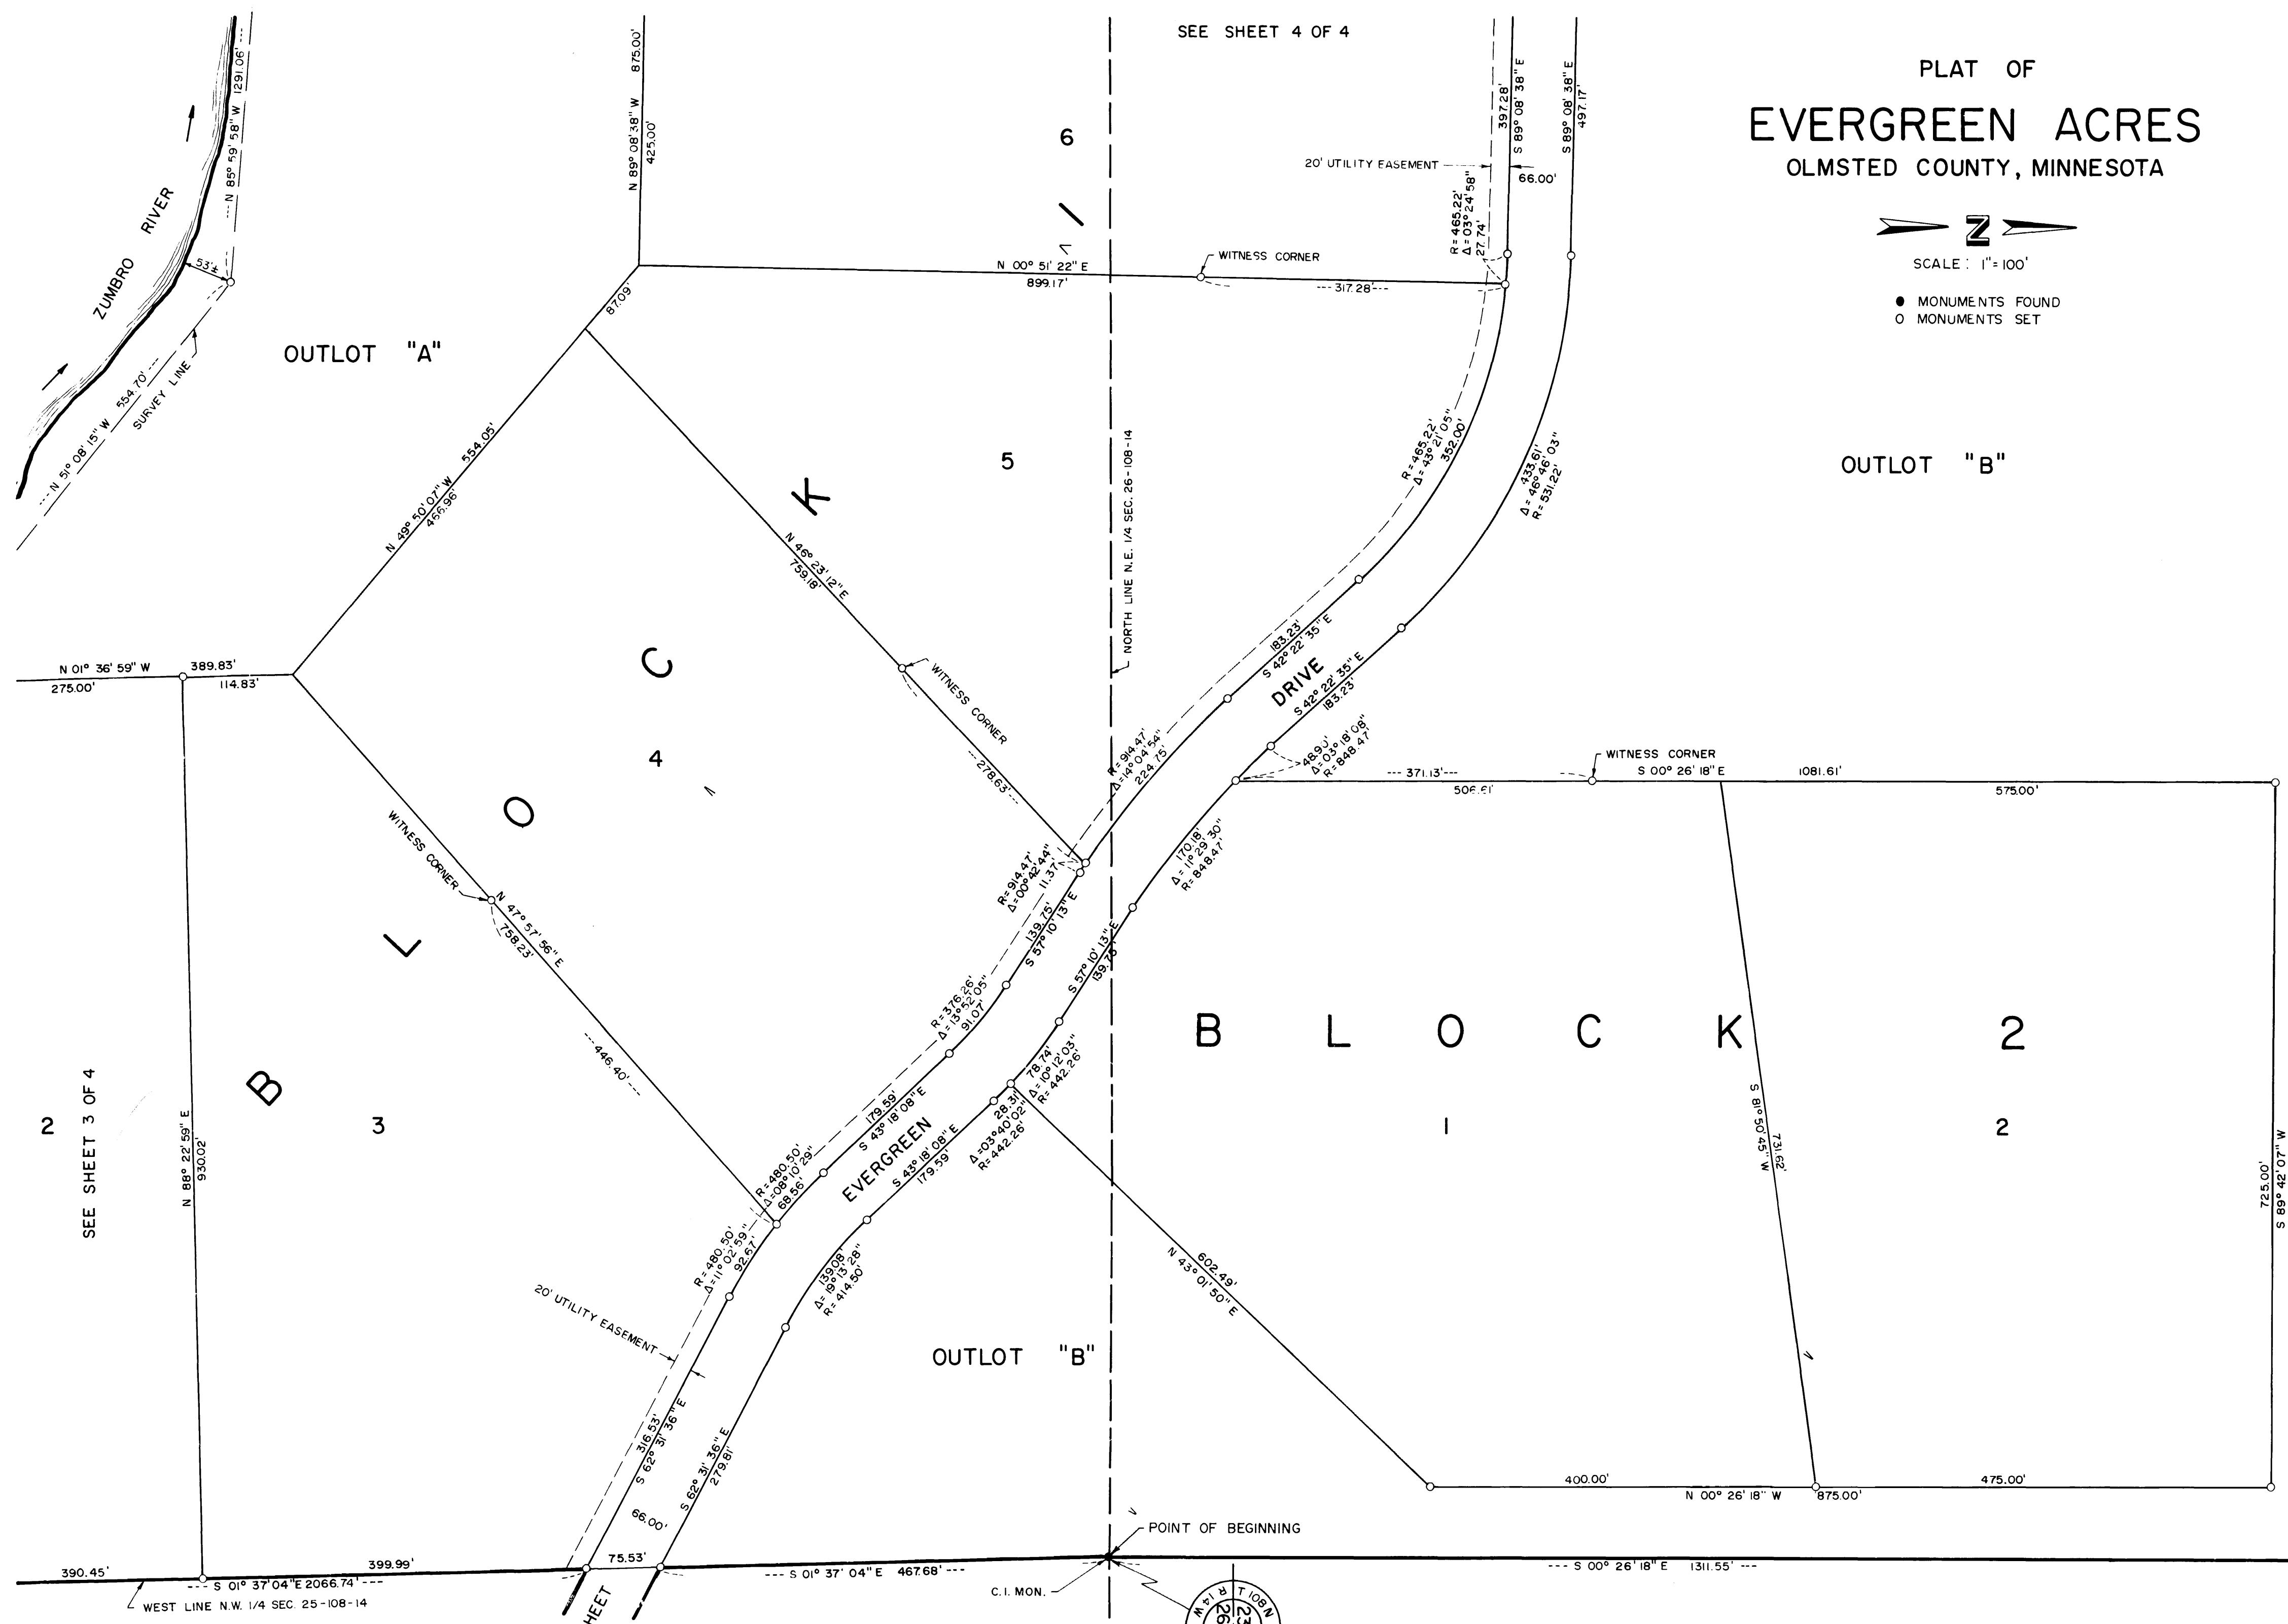 SEE SHEET 4 OF 4
PLAT OF
EVERGREEN ACRES
OLMSTED COUNTY, MINNESOTA
N
SCALE: 1"=100'
MONUMENTS FOUND
MONUMENTS SET
ZUMBRO RIVER
--- N 85° 59' 58" W 1291.06' ---
53'±
--- N 51° 08' 15" W 554.70' ---
SURVEY LINE
OUTLOT "A"
N 89° 08' 38" W 875.00'
425.00'
6
1
20' UTILITY EASEMENT
397.28'
S 89° 08' 38" E
S 89° 08' 38" E
497.17'
66.00'
R=465.22'
Δ=03° 24' 58"
27.74'
WITNESS CORNER
N 00° 51' 22" E
899.17'
---317.28'---
87.09'
N 49° 50' 07" W 554.05'
466.96'
5
K
N 46° 23' 12" E
759.18'
WITNESS CORNER
---278.63'---
NORTH LINE N.E. 1/4 SEC. 26-108-14
R=465.22'
Δ=43° 21' 05"
352.00'
433.61'
Δ=46° 46' 03"
R=531.22'
OUTLOT "B"
183.23'
S 42° 22' 35" E
DRIVE
S 42° 22' 35" E
183.23'
48.90'
Δ=03° 18' 08"
R=848.47'
R=914.47'
Δ=14° 04' 54"
224.75'
N 01° 36' 59" W 389.83'
275.00' 114.83'
C
4
O
WITNESS CORNER
N 47° 57' 56" E
758.23'
---446.40'---
R=914.47'
Δ=00° 42' 44"
11.37'
139.75'
S 57° 10' 13" E
170.18'
Δ=11° 29' 30"
R=848.47'
S 57° 10' 13" E
139.75'
WITNESS CORNER
--- 371.13'---
S 00° 26' 18" E 1081.61'
506.61' 575.00'
L
B
R=376.26'
Δ=13° 52' 05"
91.07'
78.74'
Δ=10° 12' 03"
R=442.26'
28.31'
Δ=03° 40' 02"
R=442.26'
BLOCK 2
1
2
S 81° 50' 45" W
731.62'
725.00'
S 89° 42' 07" W
2
SEE SHEET 3 OF 4
N 88° 22' 59" E
930.02'
3
179.59'
S 43° 18' 08" E
EVERGREEN
S 43° 18' 08" E
179.59'
R=480.50'
Δ=08° 10' 29"
68.56'
R=480.50'
Δ=11° 02' 59"
92.67'
139.08'
Δ=19° 13' 28"
R=414.50'
602.49'
N 43° 01' 50" E
20' UTILITY EASEMENT
OUTLOT "B"
316.53'
S 62° 31' 36" E
S 62° 31' 36" E
279.81'
66.00'
400.00' 475.00'
N 00° 26' 18" W 875.00'
POINT OF BEGINNING
390.45' 399.99' 75.53'
--- S 01° 37' 04" E 2066.74' ---
--- S 01° 37' 04" E 467.68' ---
--- S 00° 26' 18" E 1311.55' ---
C.I. MON.
WEST LINE N.W. 1/4 SEC. 25-108-14
HEET
T 108 N
R 14 W
23
26